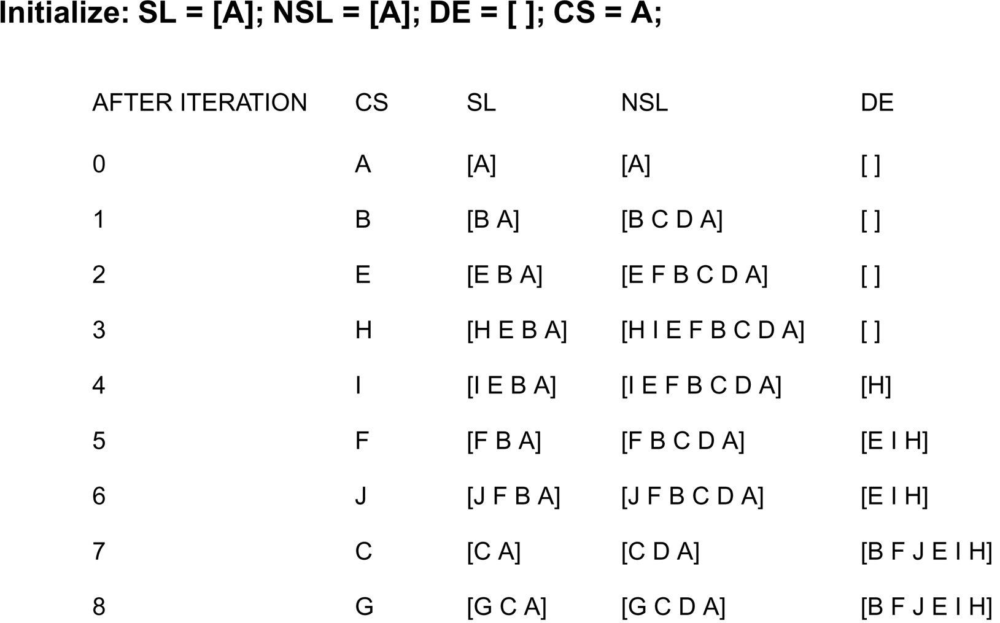 Initialize: SL = [A]; NSL = [A]; DE = [ ]; CS = A;
AFTER ITERATION CS SL NSL DE
0 A [A] [A] [ ]
1 B [B A] [B C D A] [ ]
2 E [E B A] [E F B C D A] [ ]
3 H [H E B A] [H I E F B C D A] [ ]
4 I [I E B A] [I E F B C D A] [H]
5 F [F B A] [F B C D A] [E I H]
6 J [J F B A] [J F B C D A] [E I H]
7 C [C A] [C D A] [B F J E I H]
8 G [G C A] [G C D A] [B F J E I H]